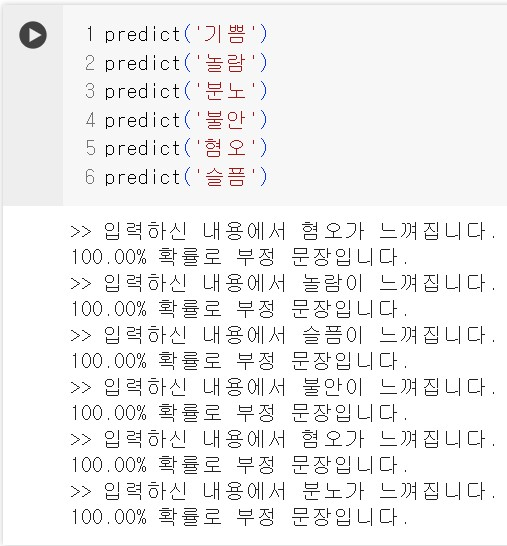 1 predict('기쁨')
2 predict('놀람')
3 predict('분노')
4 predict('불안')
5 predict('혐오')
6 predict('슬픔')
>> 입력하신 내용에서 혐오가 느껴집니다.
100.00% 확률로 부정 문장입니다.
>> 입력하신 내용에서 놀람이 느껴집니다.
100.00% 확률로 부정 문장입니다.
>> 입력하신 내용에서 슬픔이 느껴집니다.
100.00% 확률로 부정 문장입니다.
>> 입력하신 내용에서 불안이 느껴집니다.
100.00% 확률로 부정 문장입니다.
>> 입력하신 내용에서 혐오가 느껴집니다.
100.00% 확률로 부정 문장입니다.
>> 입력하신 내용에서 분노가 느껴집니다.
100.00% 확률로 부정 문장입니다.